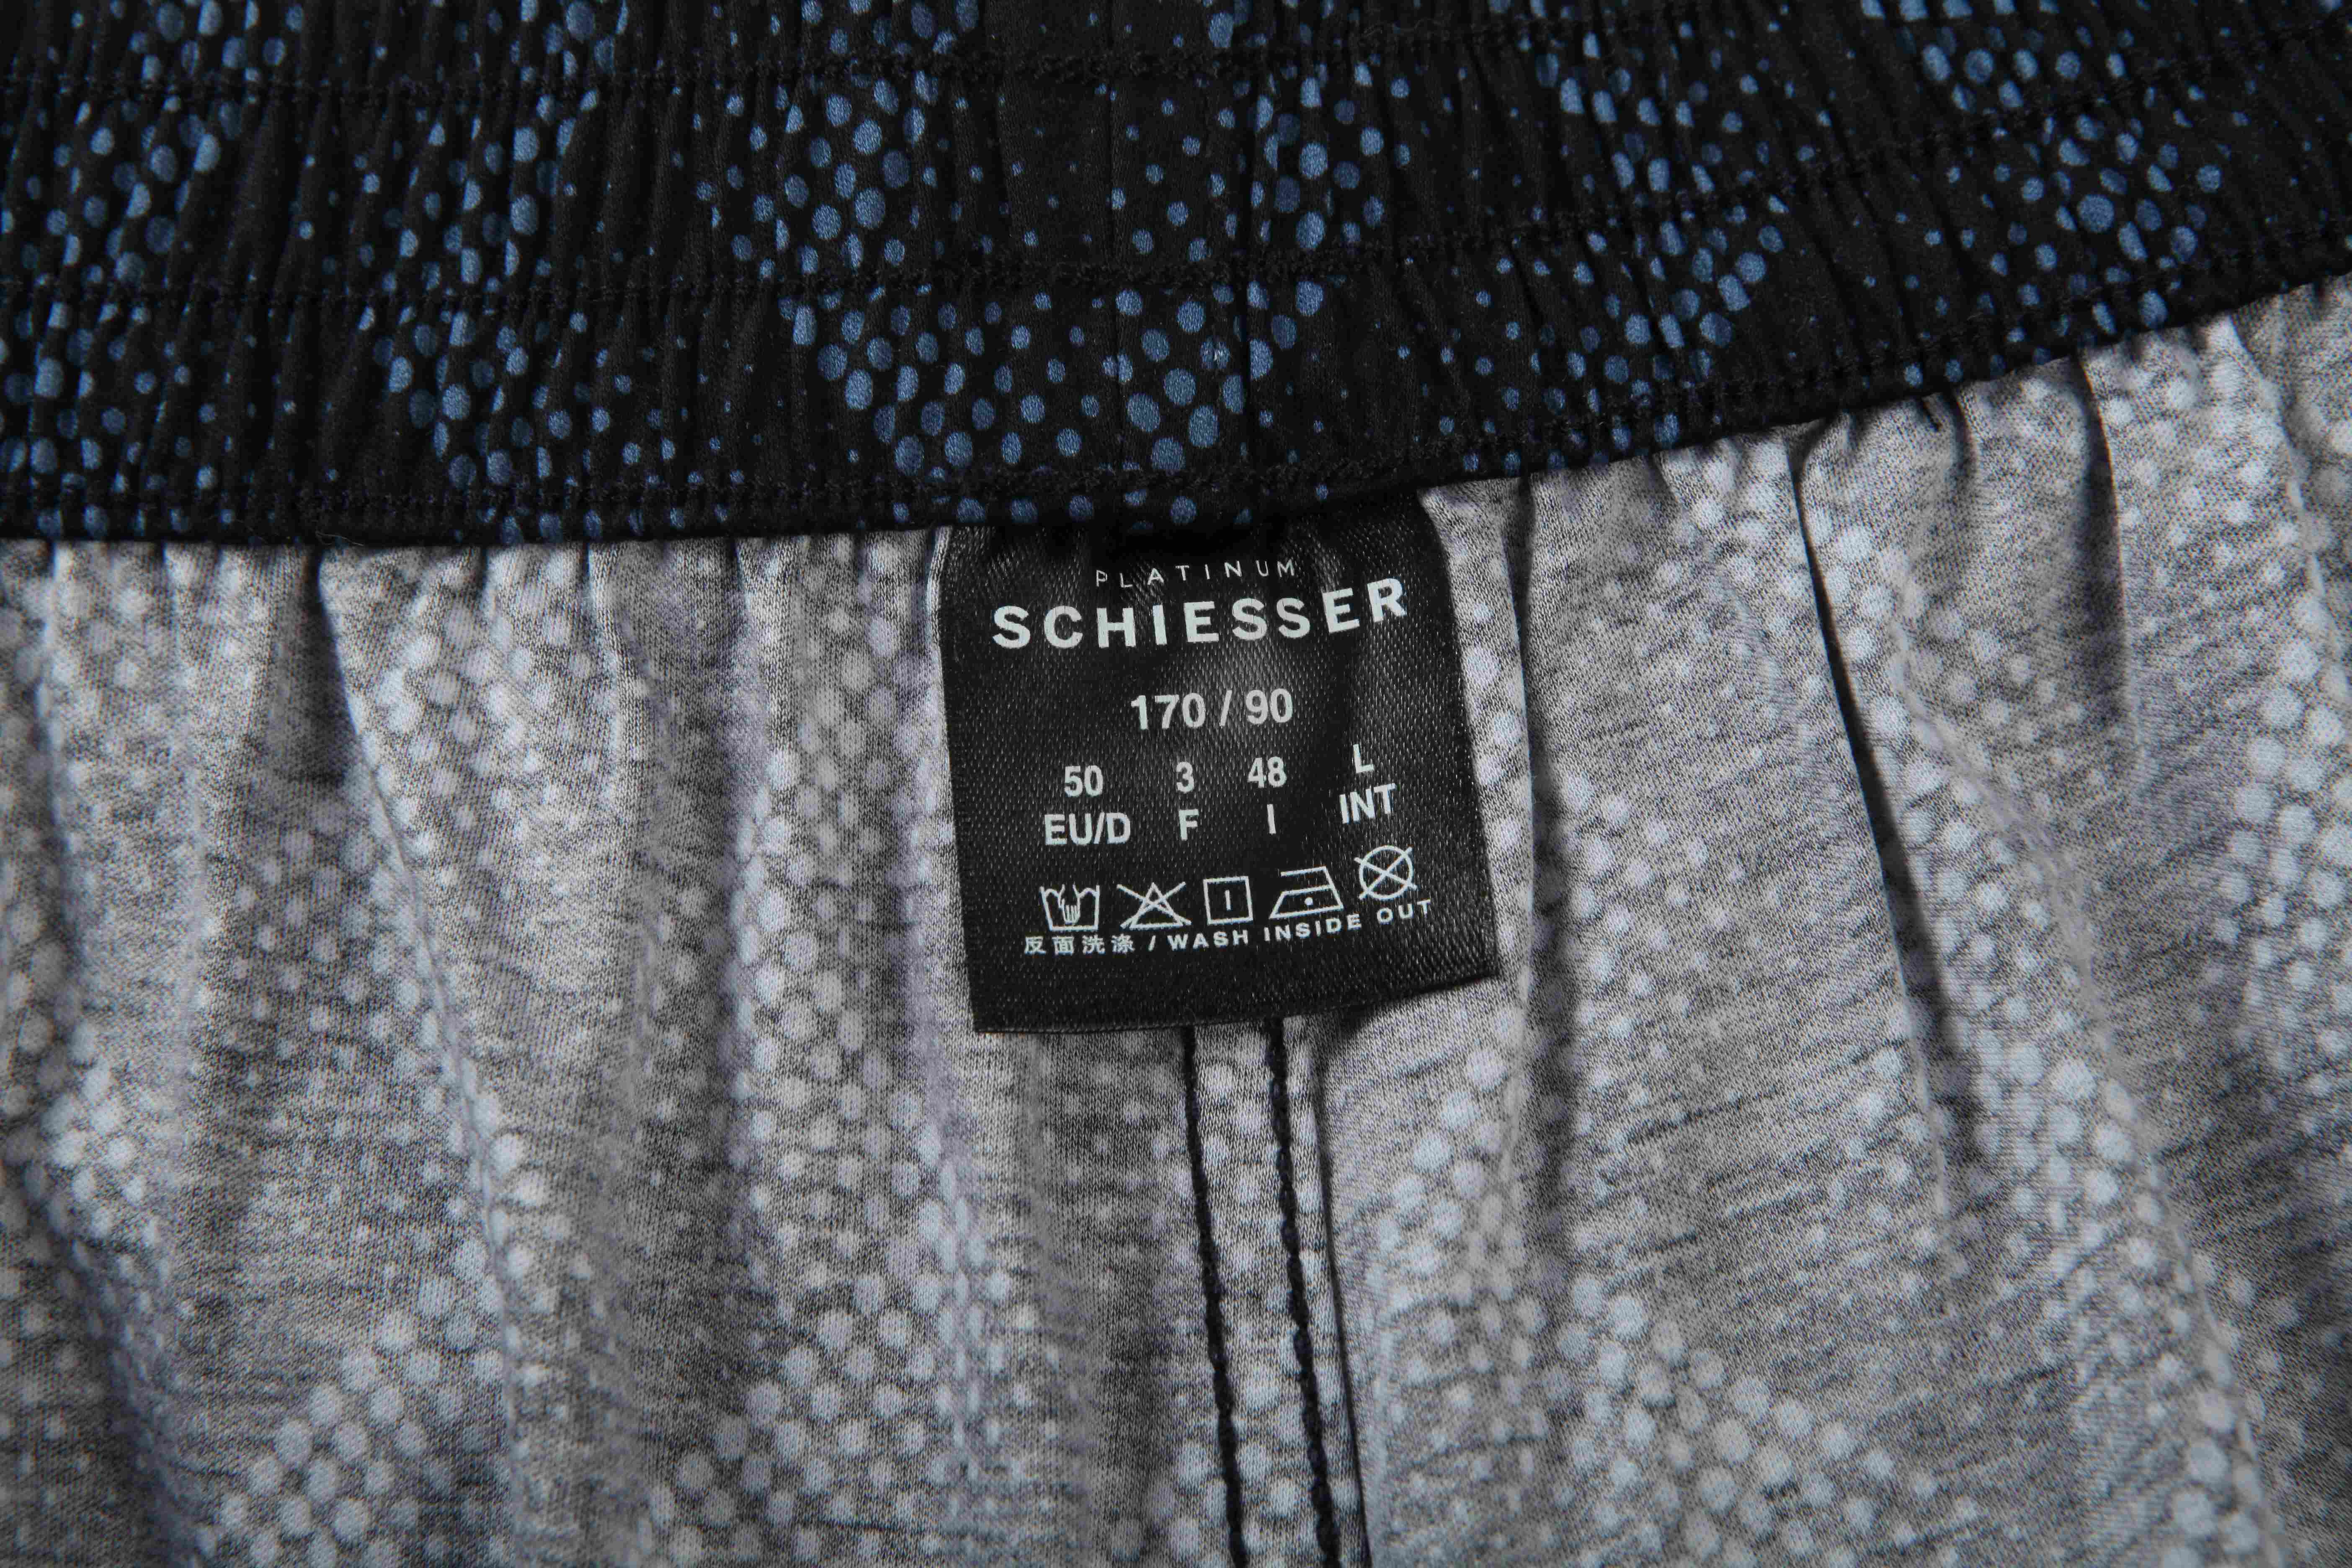 PLATINUM
SCHIESSER
170 / 90
50 3 48 L
EU/D F I INT
反面洗涤 / WASH INSIDE OUT